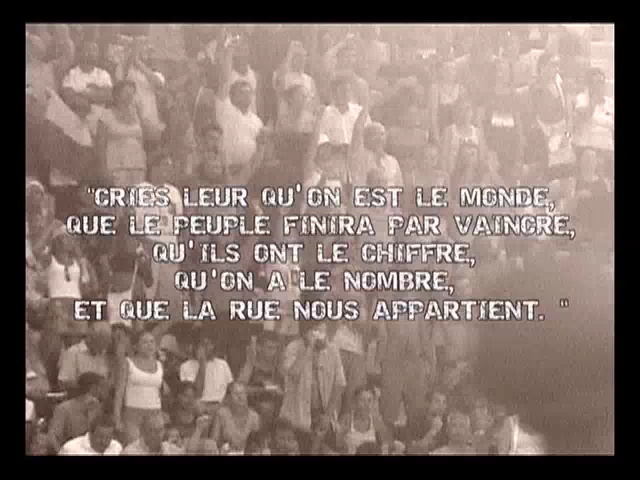 "CRIES LEUR QU'ON EST LE MONDE,
QUE LE PEUPLE FINIRA PAR VAINCRE,
QU'ILS ONT LE CHIFFRE,
QU'ON A LE NOMBRE,
ET QUE LA RUE NOUS APPARTIENT. "